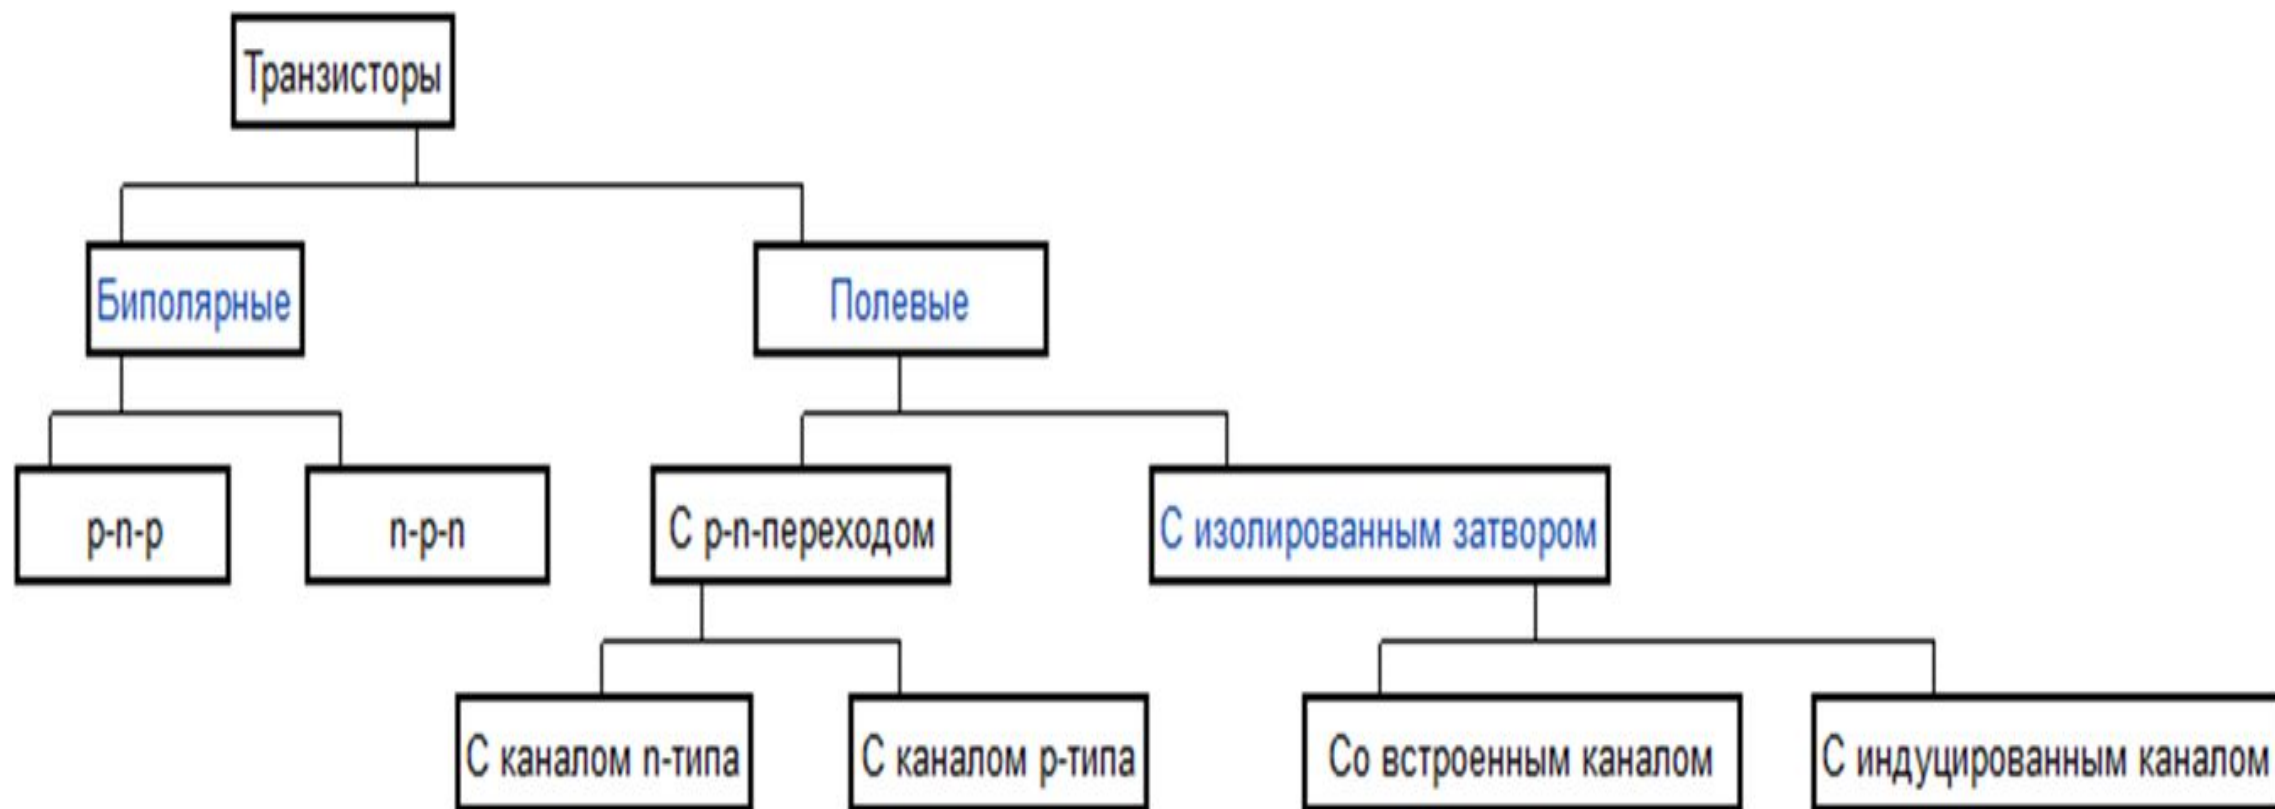 Транзисторы
Биполярные
Полевые
p-n-p
n-p-n
С p-n-переходом
С изолированным затвором
С каналом n-типа
С каналом p-типа
Со встроенным каналом
С индуцированным каналом